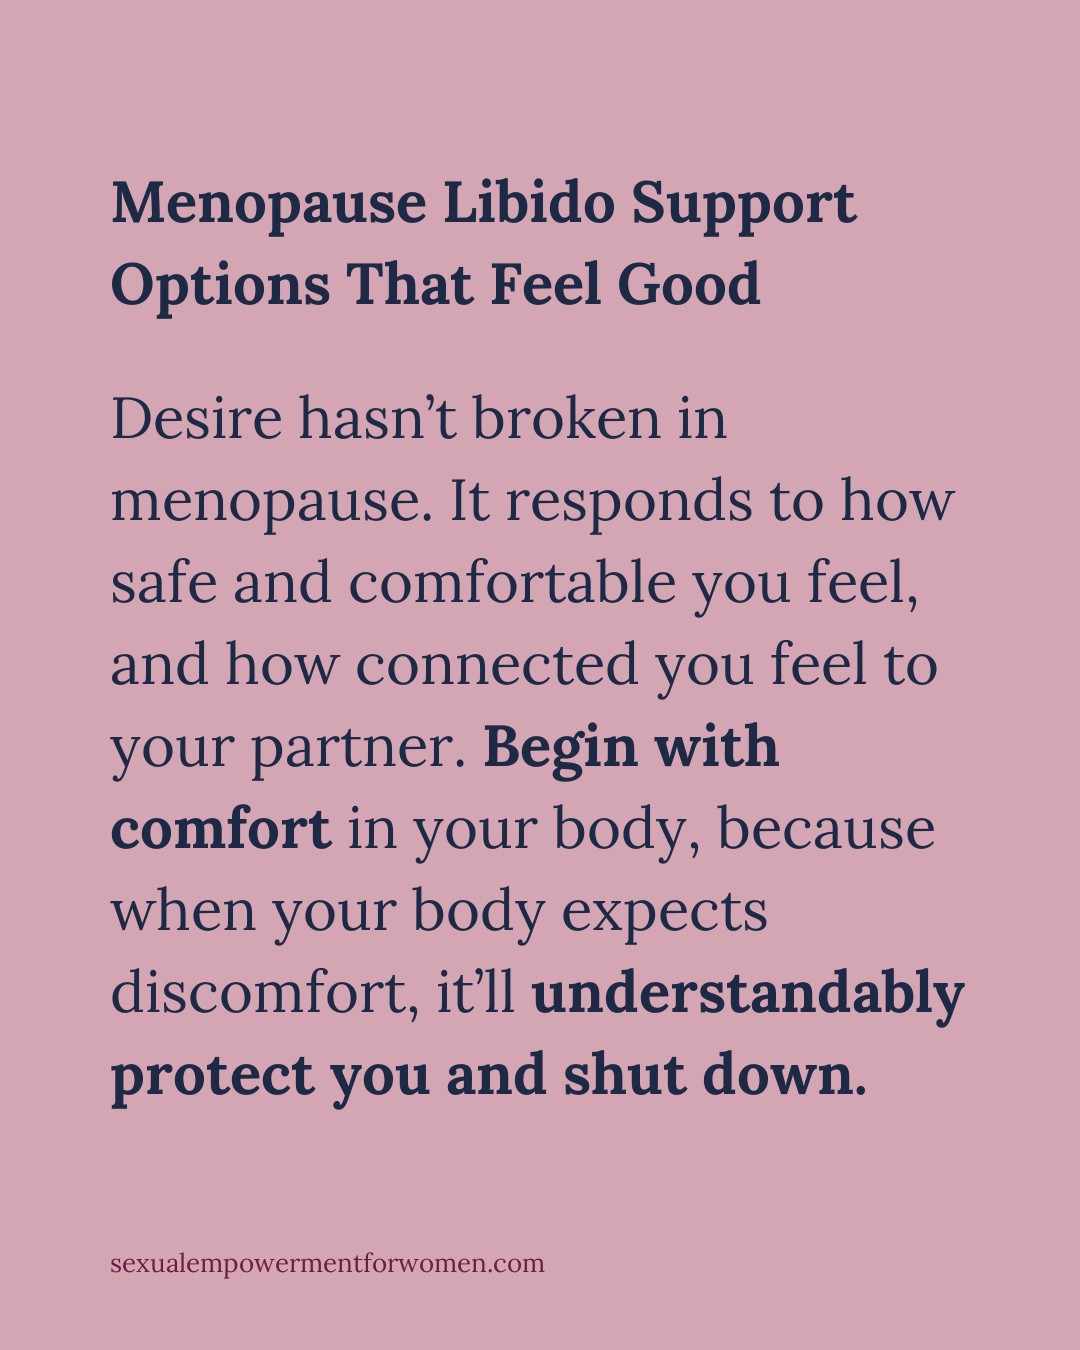 Menopause Libido Support
Options That Feel Good
Desire hasn’t broken in
menopause. It responds to how
safe and comfortable you feel,
and how connected you feel to
your partner. Begin with
comfort in your body, because
when your body expects
discomfort, it’ll understandably
protect you and shut down.
sexualempowermentforwomen.com